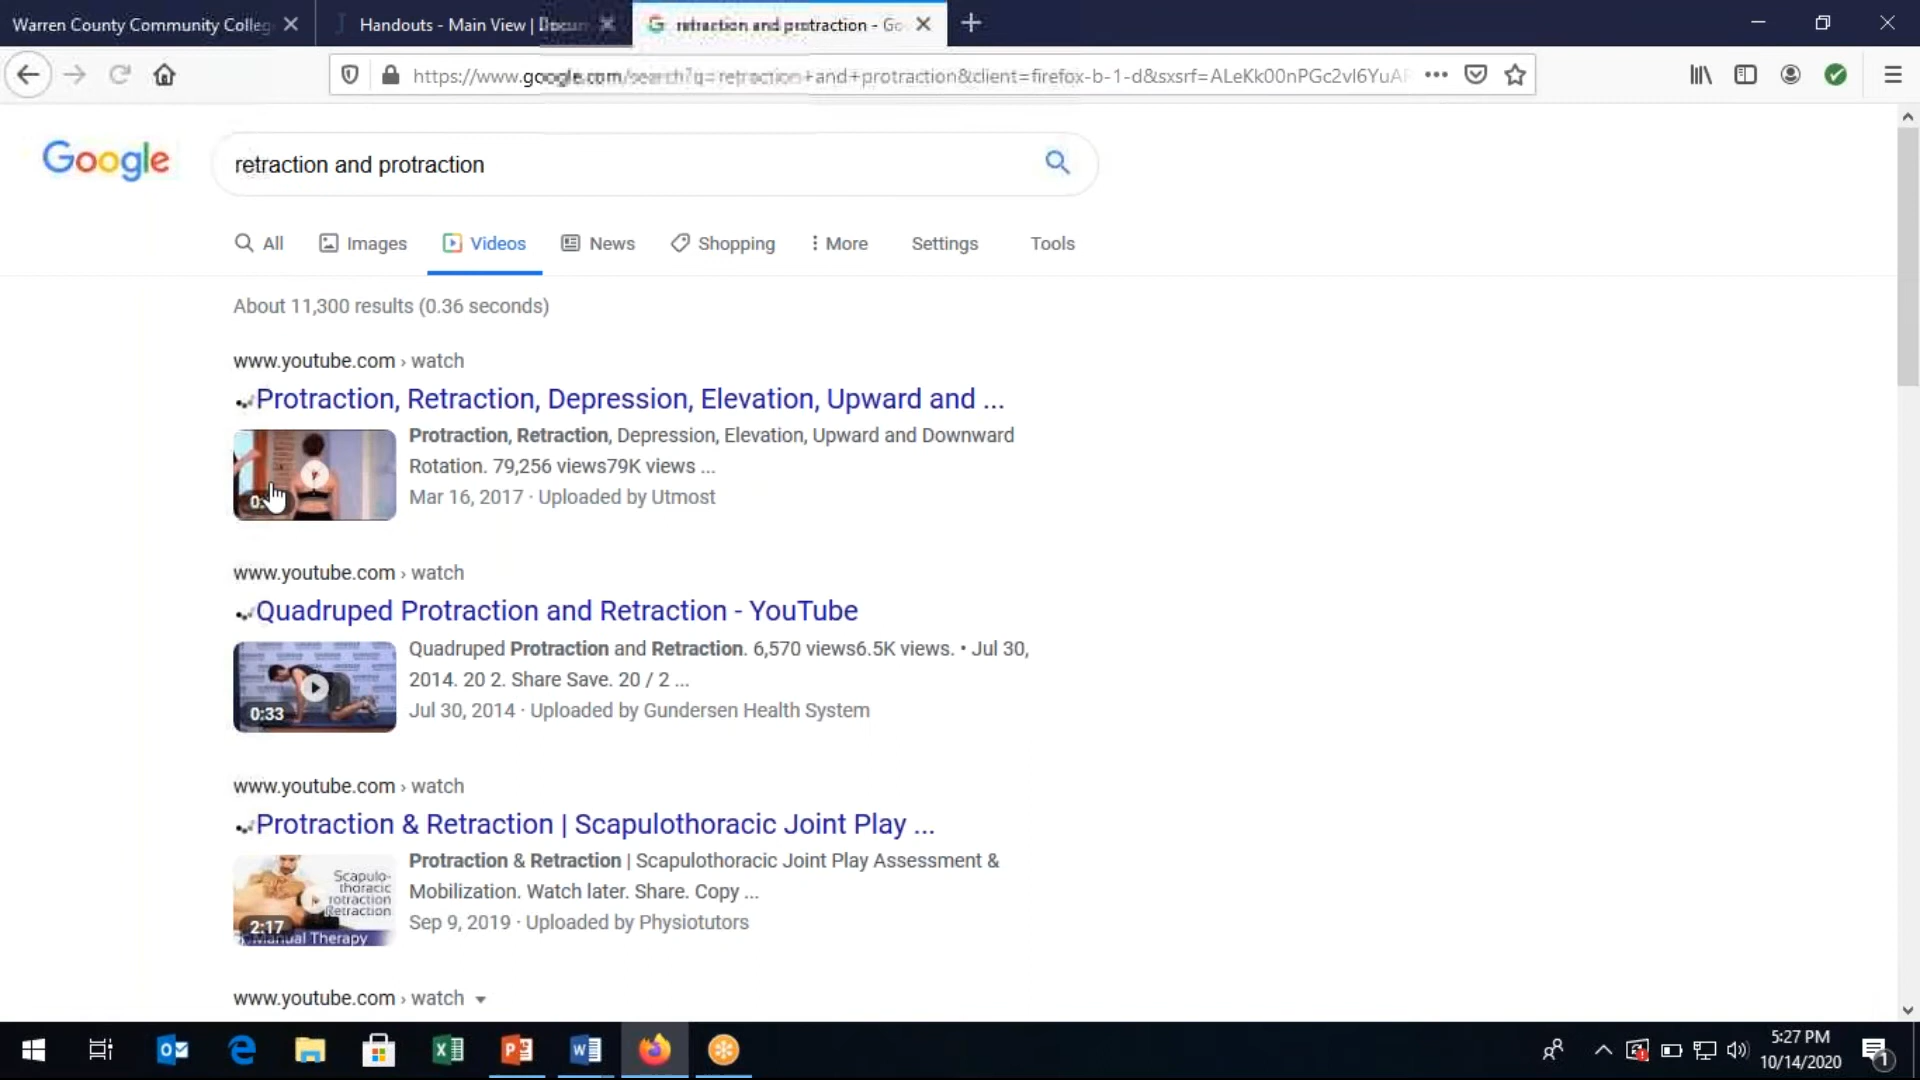 Warren County Community Colleg
Handouts - Main View | Docum
retraction and protraction - Go
https://www.google.com/search?q=retraction+and+protraction&client=firefox-b-1-d&sxsrf=ALeKk00nPGc2vl6YuAF
Google
retraction and protraction
All
Images
Videos
News
Shopping
More
Settings
Tools
About 11,300 results (0.36 seconds)
www.youtube.com › watch
Protraction, Retraction, Depression, Elevation, Upward and ...
Protraction, Retraction, Depression, Elevation, Upward and Downward
Rotation. 79,256 views79K views ...
Mar 16, 2017 · Uploaded by Utmost
www.youtube.com › watch
Quadruped Protraction and Retraction - YouTube
0:33
Quadruped Protraction and Retraction. 6,570 views6.5K views. • Jul 30,
2014. 20 2. Share Save. 20 / 2 ...
Jul 30, 2014 · Uploaded by Gundersen Health System
www.youtube.com › watch
Protraction & Retraction | Scapulothoracic Joint Play ...
Scapulo-
thoracic
Protraction
Retraction
2:17
Manual Therapy
Protraction & Retraction | Scapulothoracic Joint Play Assessment &
Mobilization. Watch later. Share. Copy ...
Sep 9, 2019 · Uploaded by Physiotutors
www.youtube.com › watch
5:27 PM
10/14/2020
1